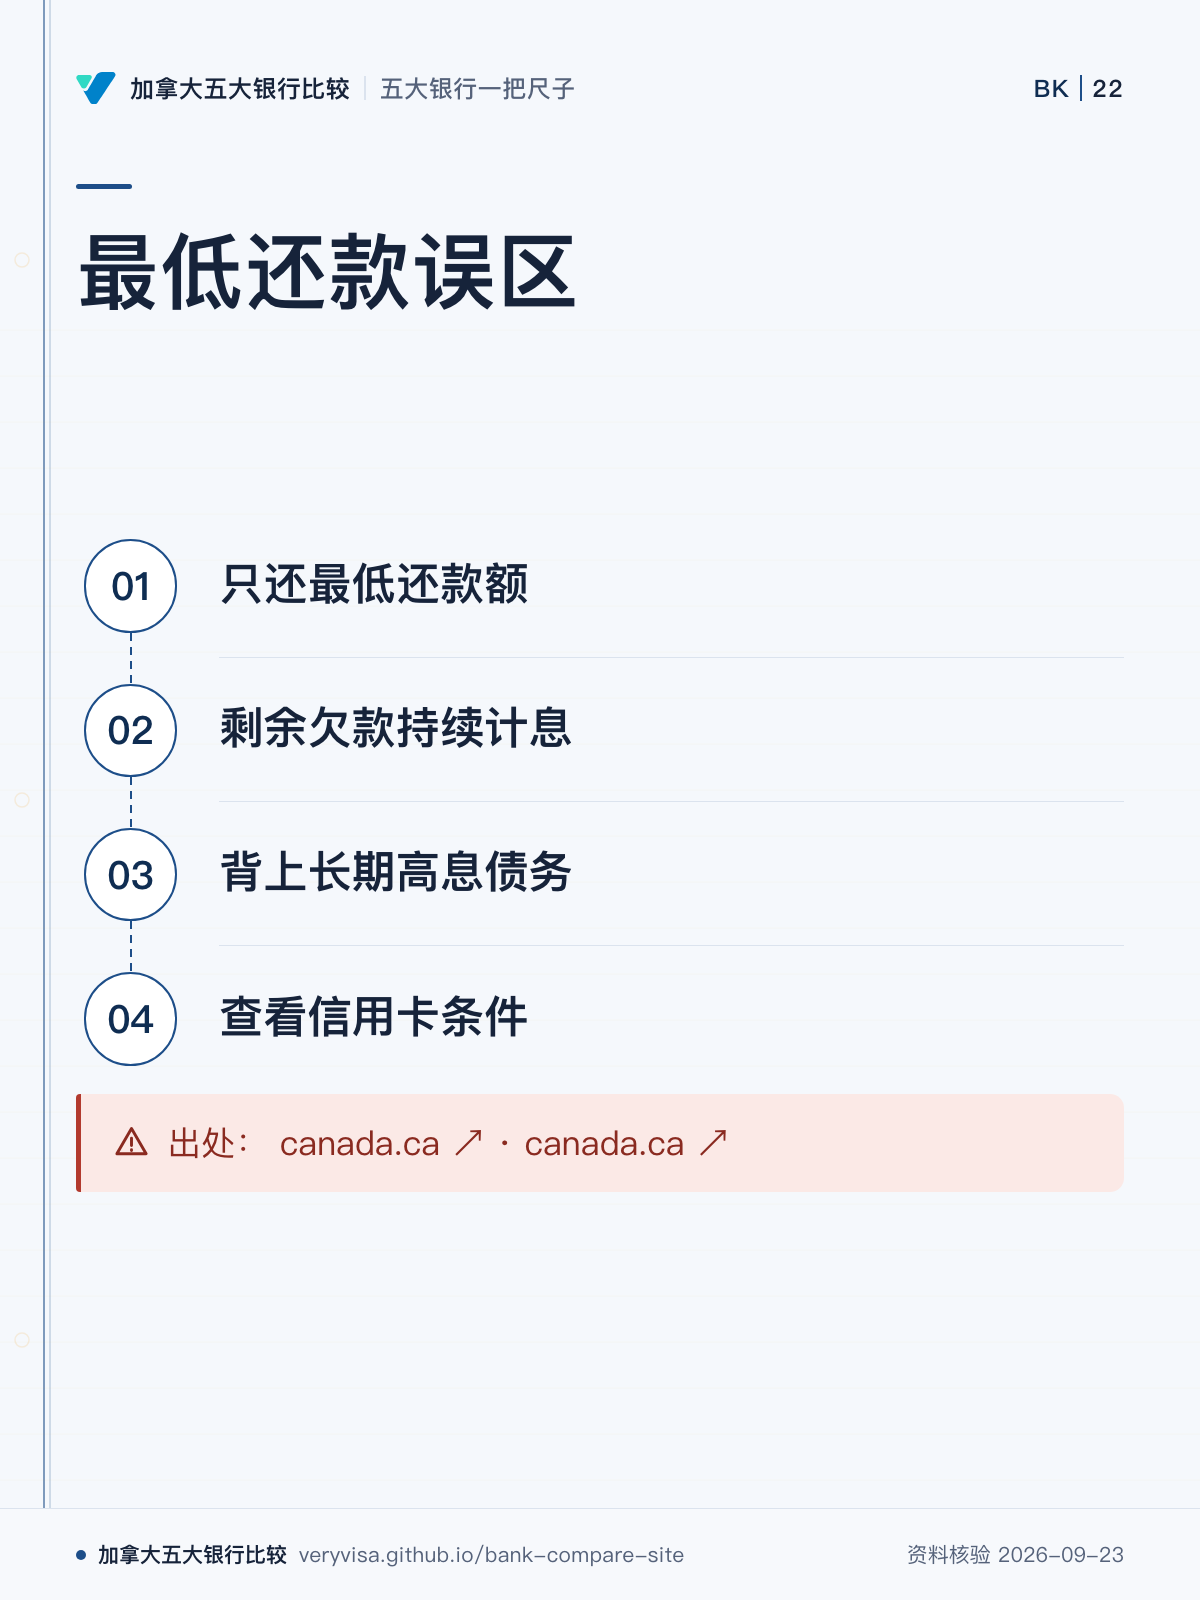 加拿大五大银行比较 五大银行一把尺子 BK 22
最低还款误区
01 只还最低还款额
02 剩余欠款持续计息
03 背上长期高息债务
04 查看信用卡条件
出处： canada.ca ↗ · canada.ca ↗
加拿大五大银行比较 veryvisa.github.io/bank-compare-site 资料核验 2026-09-23